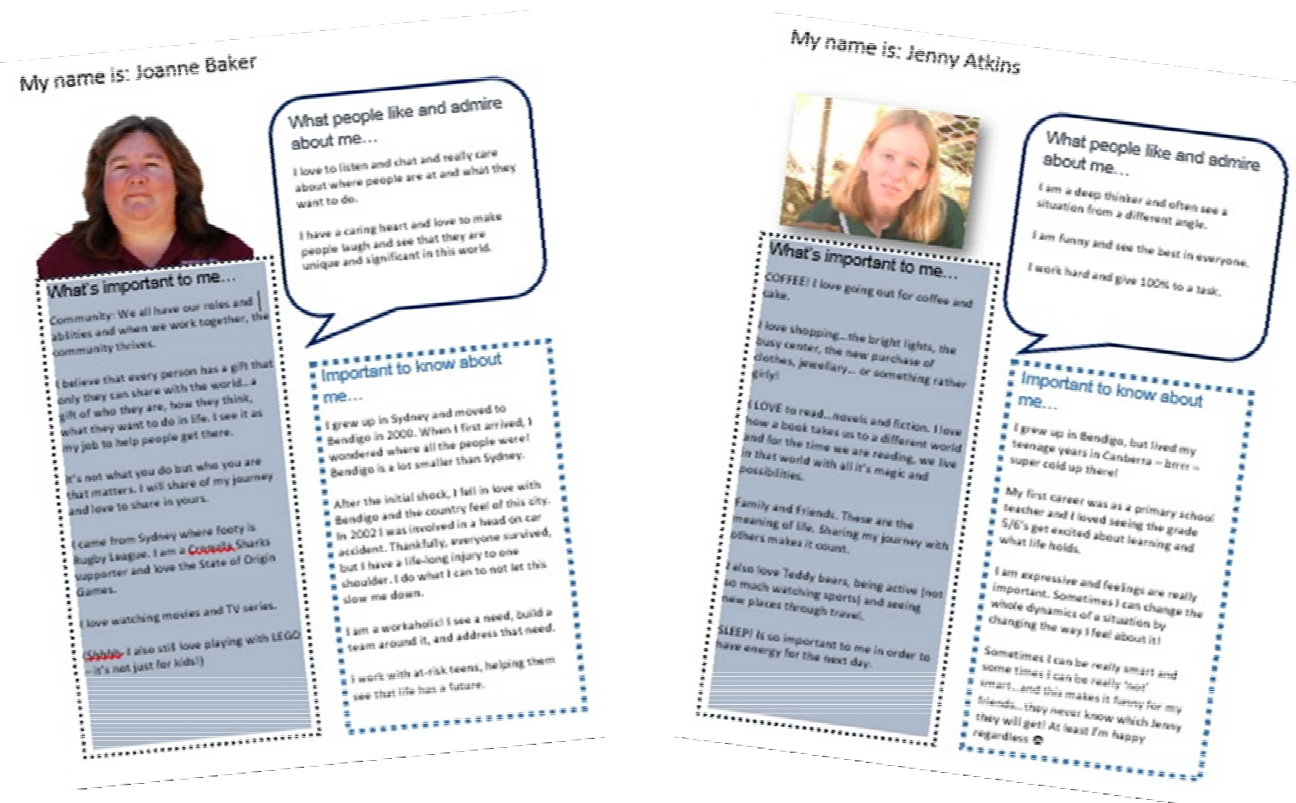 My name is: Joanne Baker
What people like and admire
about me...
I love to listen and chat and really care
about where people are at and what they
want to do.
I have a caring heart and love to make
people laugh and see that they are
unique and significant in this world.
What's important to me...
Community: We all have our roles and
abilities and when we work together, the
community thrives.
I believe that every person has a gift that
only they can share with the world...a
gift of who they are, how they think,
what they want to do in life. I see it as
my job to help people get there.
It's not what you do but who you are
that matters. I will share of my journey
and love to share in yours.
I came from Sydney where footy is
Rugby League. I am a Cronulla Sharks
supporter and love the State of Origin
Games.
I love watching movies and TV series.
(Shhhh- I also still love playing with LEGO
– it's not just for kids!)
Important to know about
me...
I grew up in Sydney and moved to
Bendigo in 2000. When I first arrived, I
wondered where all the people were!
Bendigo is a lot smaller than Sydney.
After the initial shock, I fell in love with
Bendigo and the country feel of this city.
In 2002 I was involved in a head on car
accident. Thankfully, everyone survived,
but I have a life-long injury to one
shoulder. I do what I can to not let this
slow me down.
I am a workaholic! I see a need, build a
team around it, and address that need.
I work with at-risk teens, helping them
see that life has a future.
My name is: Jenny Atkins
What people like and admire
about me...
I am a deep thinker and often see a
situation from a different angle.
I am funny and see the best in everyone.
I work hard and give 100% to a task.
What's important to me...
COFFEE! I love going out for coffee and
cake.
I love shopping...the bright lights, the
busy center, the new purchase of
clothes, jewellary... or something rather
girly!
I LOVE to read...novels and fiction. I love
how a book takes us to a different world
and for the time we are reading, we live
in that world with all it's magic and
possibilities.
Family and Friends. These are the
meaning of life. Sharing my journey with
others makes it count.
I also love Teddy bears, being active (not
so much watching sports) and seeing
new places through travel.
SLEEP! Is so important to me in order to
have energy for the next day.
Important to know about
me...
I grew up in Bendigo, but lived my
teenage years in Canberra – brrrr –
super cold up there!
My first career was as a primary school
teacher and I loved seeing the grade
5/6's get excited about learning and
what life holds.
I am expressive and feelings are really
important. Sometimes I can change the
whole dynamics of a situation by
changing the way I feel about it!
Sometimes I can be really smart and
some times I can be really 'not'
smart...and this makes it funny for my
friends...they never know which Jenny
they will get! At least I'm happy
regardless